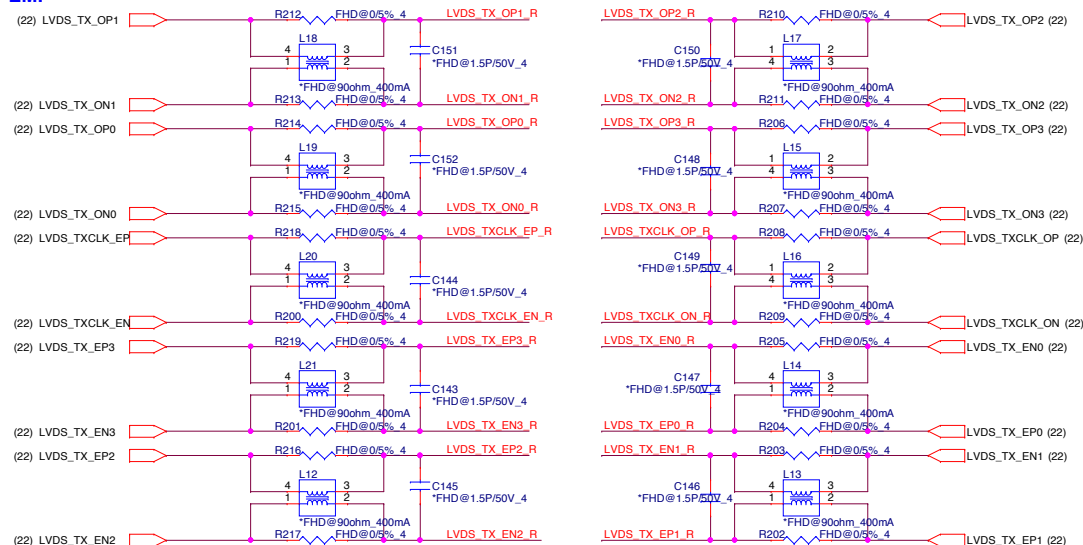 (22) LVDS_TX_OP1 R212 FHD@0/5%_4 LVDS_TX_OP1_R
L18
4 3
1 2
C151
*FHD@1.5P/50V_4
*FHD@90ohm_400mA
(22) LVDS_TX_ON1 R213 FHD@0/5%_4 LVDS_TX_ON1_R
(22) LVDS_TX_OP0 R214 FHD@0/5%_4 LVDS_TX_OP0_R
L19
4 3
1 2
C152
*FHD@1.5P/50V_4
*FHD@90ohm_400mA
(22) LVDS_TX_ON0 R215 FHD@0/5%_4 LVDS_TX_ON0_R
(22) LVDS_TXCLK_EP R218 FHD@0/5%_4 LVDS_TXCLK_EP_R
L20
4 3
1 2
C144
*FHD@1.5P/50V_4
*FHD@90ohm_400mA
(22) LVDS_TXCLK_EN R200 FHD@0/5%_4 LVDS_TXCLK_EN_R
(22) LVDS_TX_EP3 R219 FHD@0/5%_4 LVDS_TX_EP3_R
L21
4 3
1 2
C143
*FHD@1.5P/50V_4
*FHD@90ohm_400mA
(22) LVDS_TX_EN3 R201 FHD@0/5%_4 LVDS_TX_EN3_R
(22) LVDS_TX_EP2 R216 FHD@0/5%_4 LVDS_TX_EP2_R
L12
4 3
1 2
C145
*FHD@1.5P/50V_4
*FHD@90ohm_400mA
(22) LVDS_TX_EN2 R217 FHD@0/5%_4 LVDS_TX_EN2_R
LVDS_TX_OP2_R R210 FHD@0/5%_4 LVDS_TX_OP2 (22)
L17
1 2
4 3
C150
*FHD@1.5P/50V_4
*FHD@90ohm_400mA
LVDS_TX_ON2_R R211 FHD@0/5%_4 LVDS_TX_ON2 (22)
LVDS_TX_OP3_R R206 FHD@0/5%_4 LVDS_TX_OP3 (22)
L15
1 2
4 3
C148
*FHD@1.5P/50V_4
*FHD@90ohm_400mA
LVDS_TX_ON3_R R207 FHD@0/5%_4 LVDS_TX_ON3 (22)
LVDS_TXCLK_OP_R R208 FHD@0/5%_4 LVDS_TXCLK_OP (22)
L16
1 2
4 3
C149
*FHD@1.5P/50V_4
*FHD@90ohm_400mA
LVDS_TXCLK_ON_R R209 FHD@0/5%_4 LVDS_TXCLK_ON (22)
LVDS_TX_EN0_R R205 FHD@0/5%_4 LVDS_TX_EN0 (22)
L14
4 3
1 2
C147
*FHD@1.5P/50V_4
*FHD@90ohm_400mA
LVDS_TX_EP0_R R204 FHD@0/5%_4 LVDS_TX_EP0 (22)
LVDS_TX_EN1_R R203 FHD@0/5%_4 LVDS_TX_EN1 (22)
L13
4 3
1 2
C146
*FHD@1.5P/50V_4
*FHD@90ohm_400mA
LVDS_TX_EP1_R R202 FHD@0/5%_4 LVDS_TX_EP1 (22)